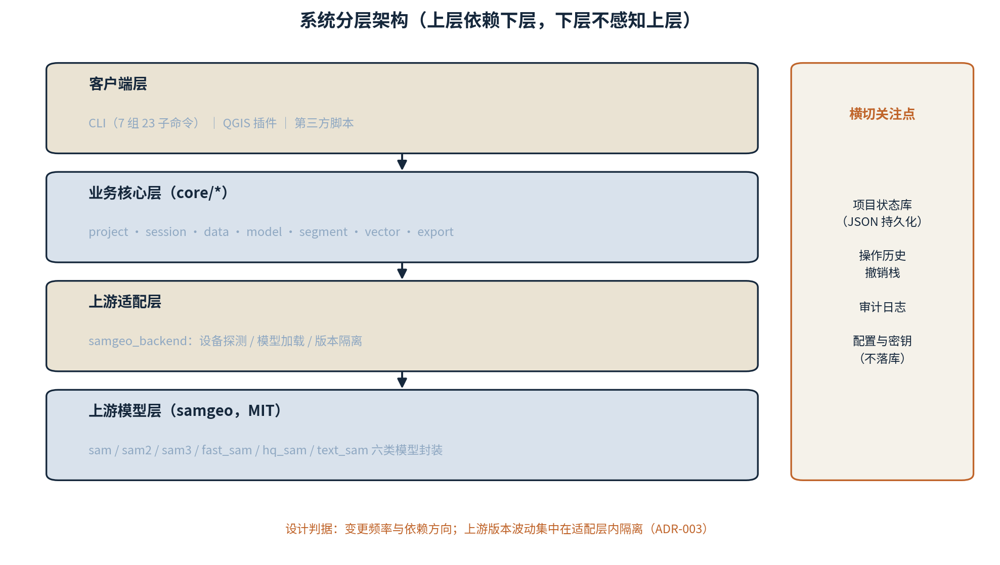 系统分层架构（上层依赖下层，下层不感知上层）
客户端层
CLI（7 组 23 子命令） ｜ QGIS 插件 ｜ 第三方脚本
业务核心层（core/*）
project · session · data · model · segment · vector · export
上游适配层
samgeo_backend：设备探测 / 模型加载 / 版本隔离
上游模型层（samgeo，MIT）
sam / sam2 / sam3 / fast_sam / hq_sam / text_sam 六类模型封装
横切关注点
项目状态库
（JSON 持久化）
操作历史
撤销栈
审计日志
配置与密钥
（不落库）
设计判据：变更频率与依赖方向；上游版本波动集中在适配层内隔离（ADR-003）